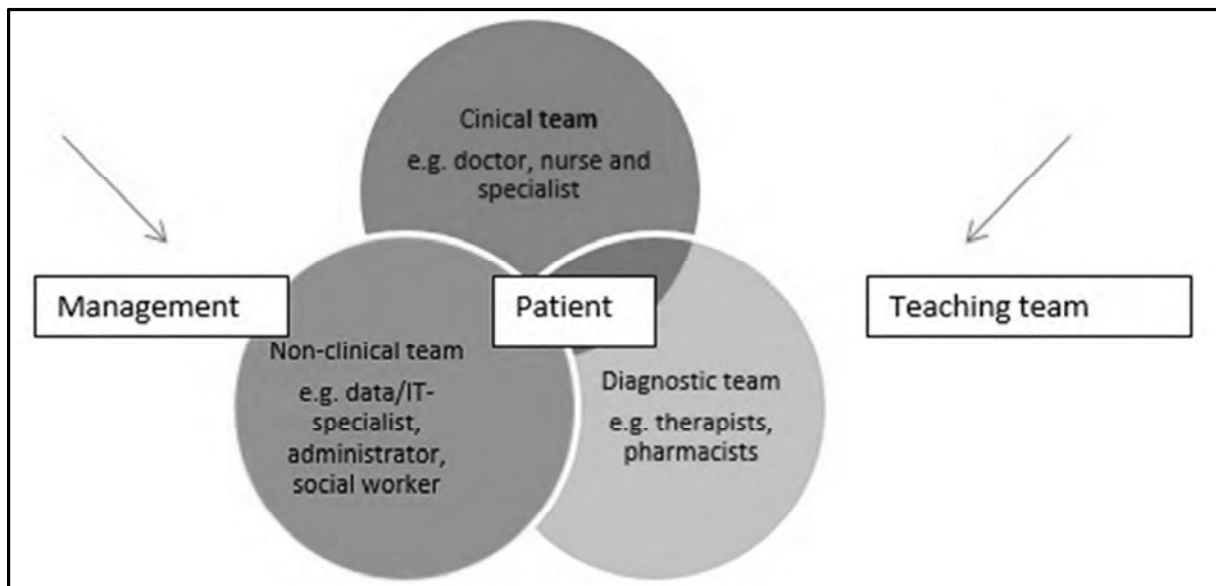 Cinical team
e.g. doctor, nurse and
specialist
Management
Patient
Teaching team
Non-clinical team
e.g. data/IT-
specialist,
administrator,
social worker
Diagnostic team
e.g. therapists,
pharmacists